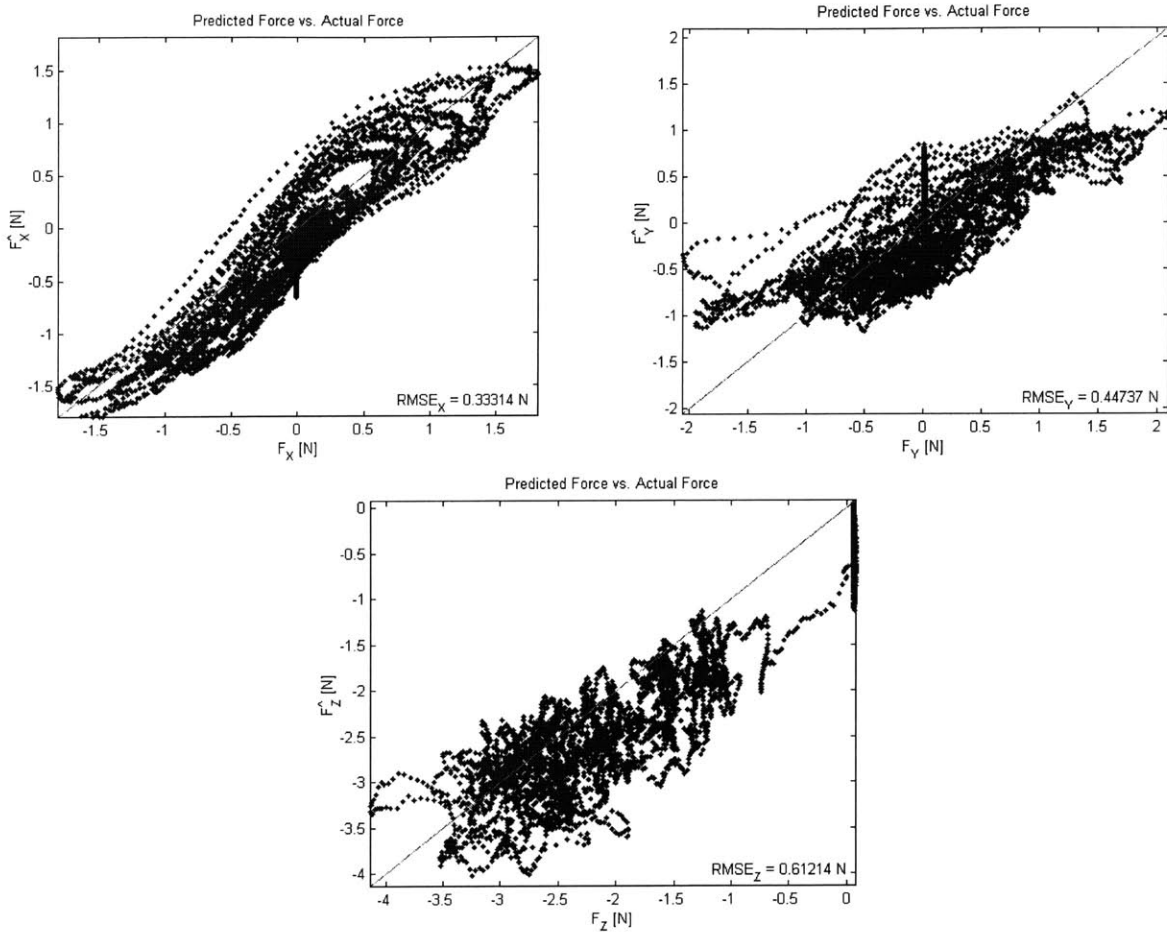 Predicted Force vs. Actual Force
1.5
1
0.5
0
-0.5
-1
-1.5
F̂_X [N]
RMSE_X = 0.33314 N
-1.5 -1 -0.5 0 0.5 1 1.5
F_X [N]
Predicted Force vs. Actual Force
2
1.5
1
0.5
0
-0.5
-1
-1.5
-2
F̂_Y [N]
RMSE_Y = 0.44737 N
-2 -1.5 -1 -0.5 0 0.5 1 1.5 2
F_Y [N]
Predicted Force vs. Actual Force
0
-0.5
-1
-1.5
-2
-2.5
-3
-3.5
-4
F̂_Z [N]
RMSE_Z = 0.61214 N
-4 -3.5 -3 -2.5 -2 -1.5 -1 -0.5 0
F_Z [N]